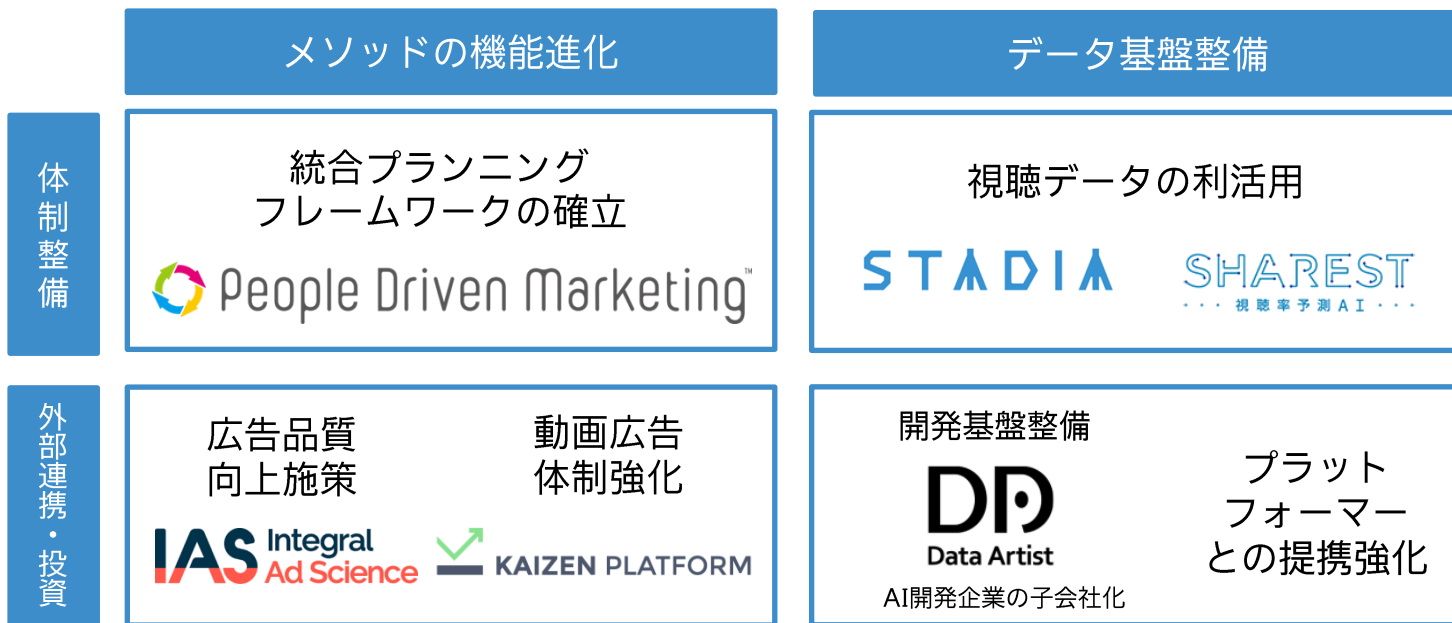 メソッドの機能進化
データ基盤整備
体制整備
統合プランニング
フレームワークの確立
People Driven Marketing™
視聴データの利活用
STADIA
SHAREST
・・・視聴率予測AI・・・
外部連携・投資
広告品質
向上施策
IAS Integral
Ad Science
動画広告
体制強化
KAIZEN PLATFORM
開発基盤整備
DA
Data Artist
AI開発企業の子会社化
プラット
フォーマー
との提携強化